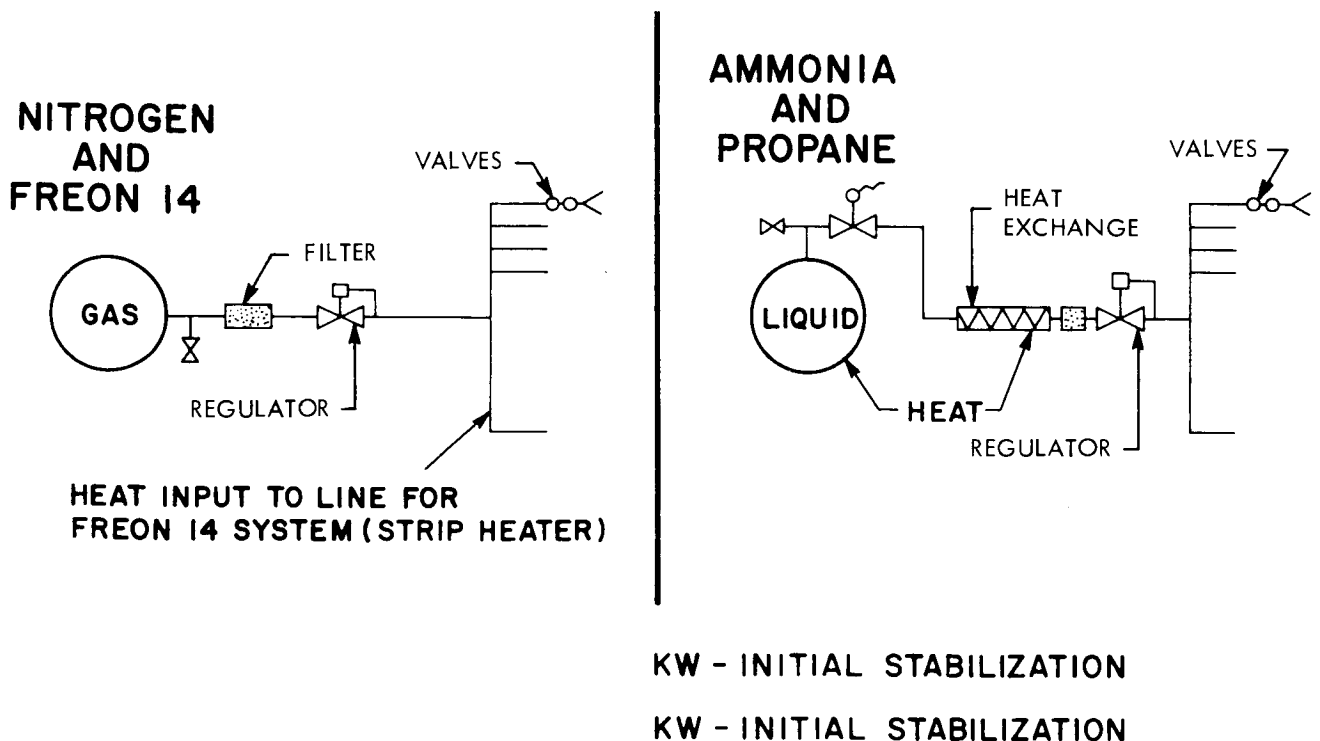 NITROGEN
AND
FREON 14
VALVES
FILTER
GAS
REGULATOR
HEAT INPUT TO LINE FOR
FREON 14 SYSTEM (STRIP HEATER)
AMMONIA
AND
PROPANE
VALVES
HEAT
EXCHANGE
LIQUID
HEAT
REGULATOR
KW - INITIAL STABILIZATION
KW - INITIAL STABILIZATION